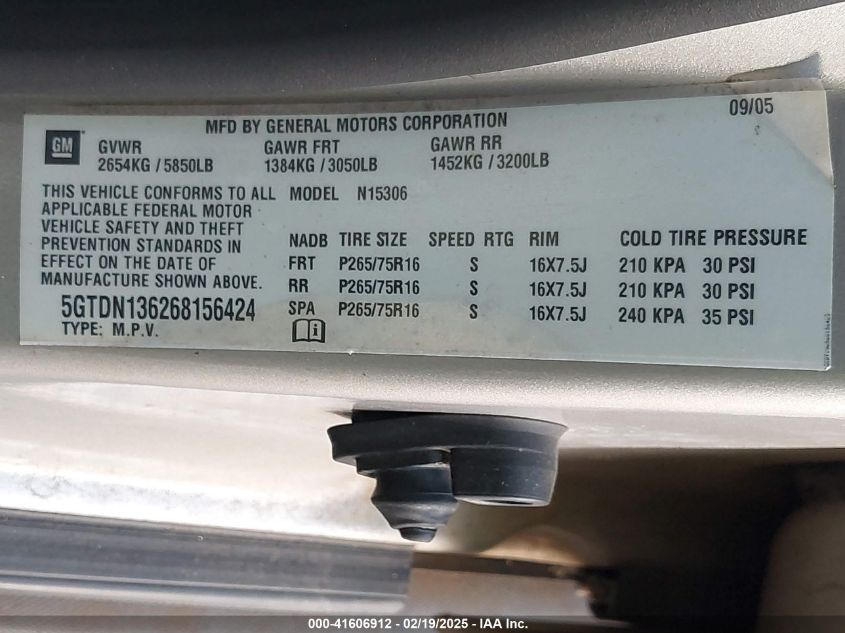 09/05
MFD BY GENERAL MOTORS CORPORATION
GM
GVWR GAWR FRT GAWR RR
2654KG / 5850LB 1384KG / 3050LB 1452KG / 3200LB
THIS VEHICLE CONFORMS TO ALL
APPLICABLE FEDERAL MOTOR
VEHICLE SAFETY AND THEFT
PREVENTION STANDARDS IN
EFFECT ON THE DATE OF
MANUFACTURE SHOWN ABOVE.
5GTDN136268156424
TYPE: M.P.V.
MODEL N15306
NADB TIRE SIZE SPEED RTG RIM COLD TIRE PRESSURE
FRT P265/75R16 S 16X7.5J 210 KPA 30 PSI
RR P265/75R16 S 16X7.5J 210 KPA 30 PSI
SPA P265/75R16 S 16X7.5J 240 KPA 35 PSI
000-41606912 - 02/19/2025 - IAA Inc.